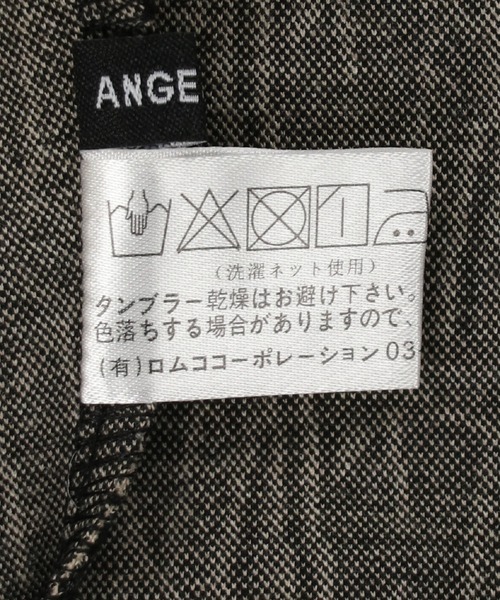 ANGE
(洗濯ネット使用)
タンブラー乾燥はお避け下さい。
色落ちする場合がありますので、
(有)ロムココーポレーション 03